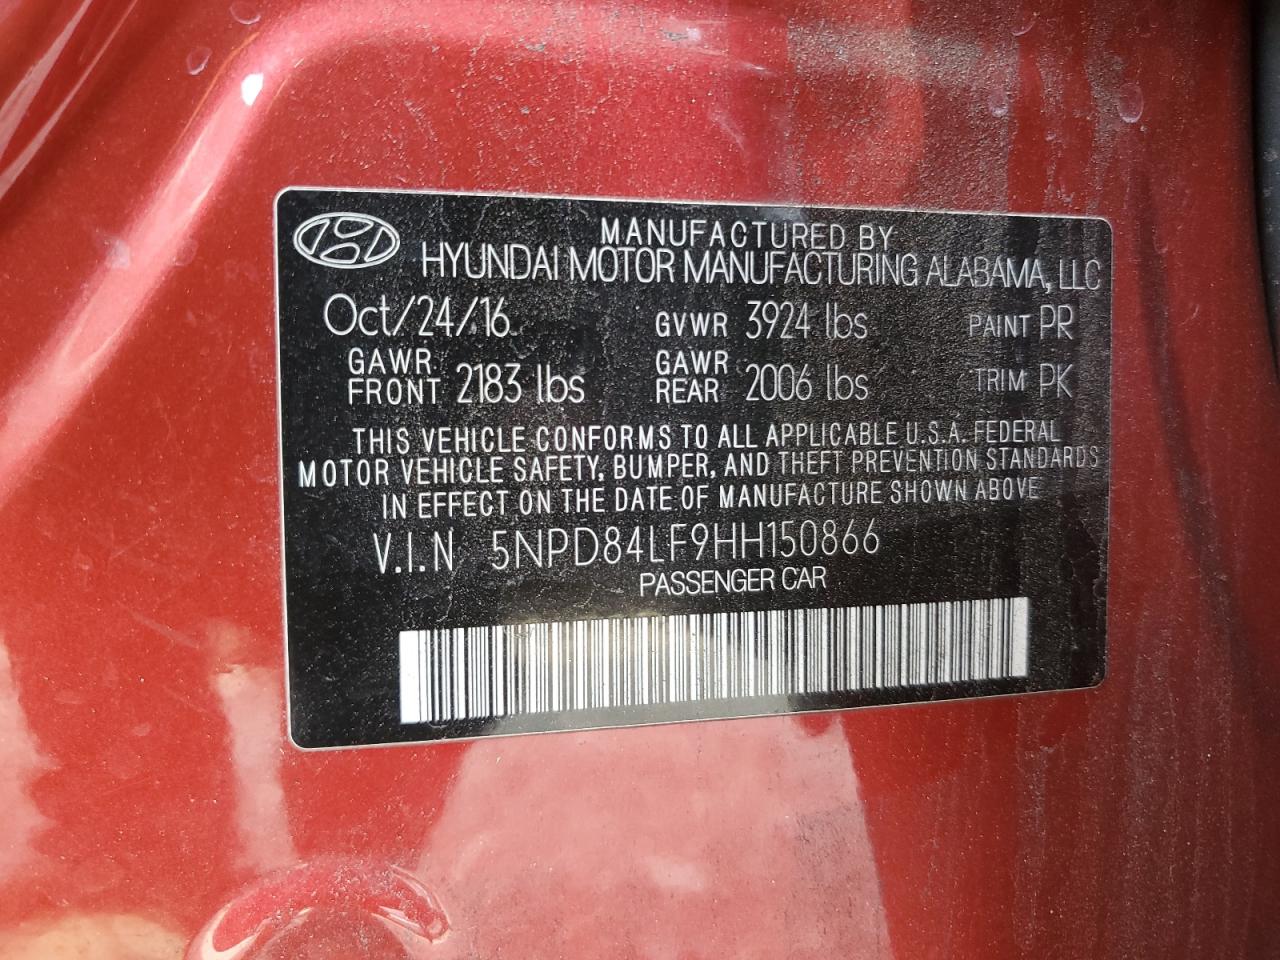 MANUFACTURED BY
HYUNDAI MOTOR MANUFACTURING ALABAMA, LLC
Oct/24/16 GVWR 3924 lbs PAINT PR
GAWR FRONT 2183 lbs GAWR REAR 2006 lbs TRIM PK
THIS VEHICLE CONFORMS TO ALL APPLICABLE U.S.A. FEDERAL
MOTOR VEHICLE SAFETY, BUMPER, AND THEFT PREVENTION STANDARDS
IN EFFECT ON THE DATE OF MANUFACTURE SHOWN ABOVE
V.I.N 5NPD84LF9HH150866
PASSENGER CAR